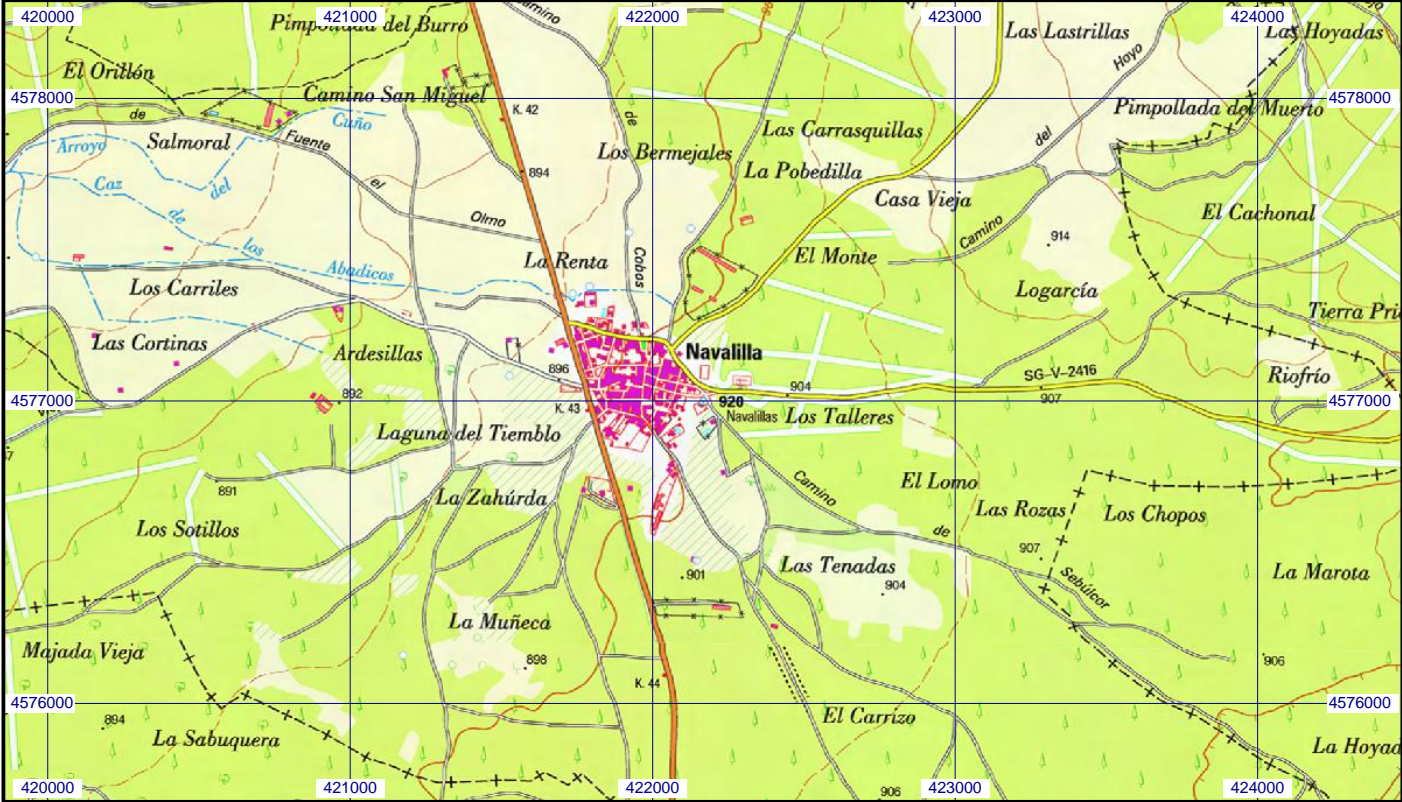 420000
421000
422000
423000
424000
Pimpollada del Burro
Camino
Las Lastrillas
Las Hoyadas
Hoyo
El Orillón
Camino San Miguel
4578000
4578000
de
K. 42
de
Pimpollada del Muerto
Cuño
Las Carrasquillas
del
Salmoral
Fuente
Arroyo
Los Bermejales
La Pobedilla
894
Caz
del
el
Casa Vieja
de
Olmo
Camino
El Cachonal
914
los
La Renta
Cobas
El Monte
Abadicos
Los Carriles
Logarcía
Tierra Pri
Las Cortinas
Ardesillas
Navalilla
896
SG-V-2416
Riofrío
892
904
907
4577000
4577000
K. 43
920
Navalillas
Los Talleres
Laguna del Tiemblo
7
891
La Zahúrda
Camino
El Lomo
Las Rozas
Los Chopos
Los Sotillos
de
907
901
Las Tenadas
904
Sebúlcor
La Marota
La Muñeca
Majada Vieja
898
906
K. 44
4576000
4576000
894
El Carrizo
La Sabuquera
La Hoyad
420000
421000
422000
423000
424000
906